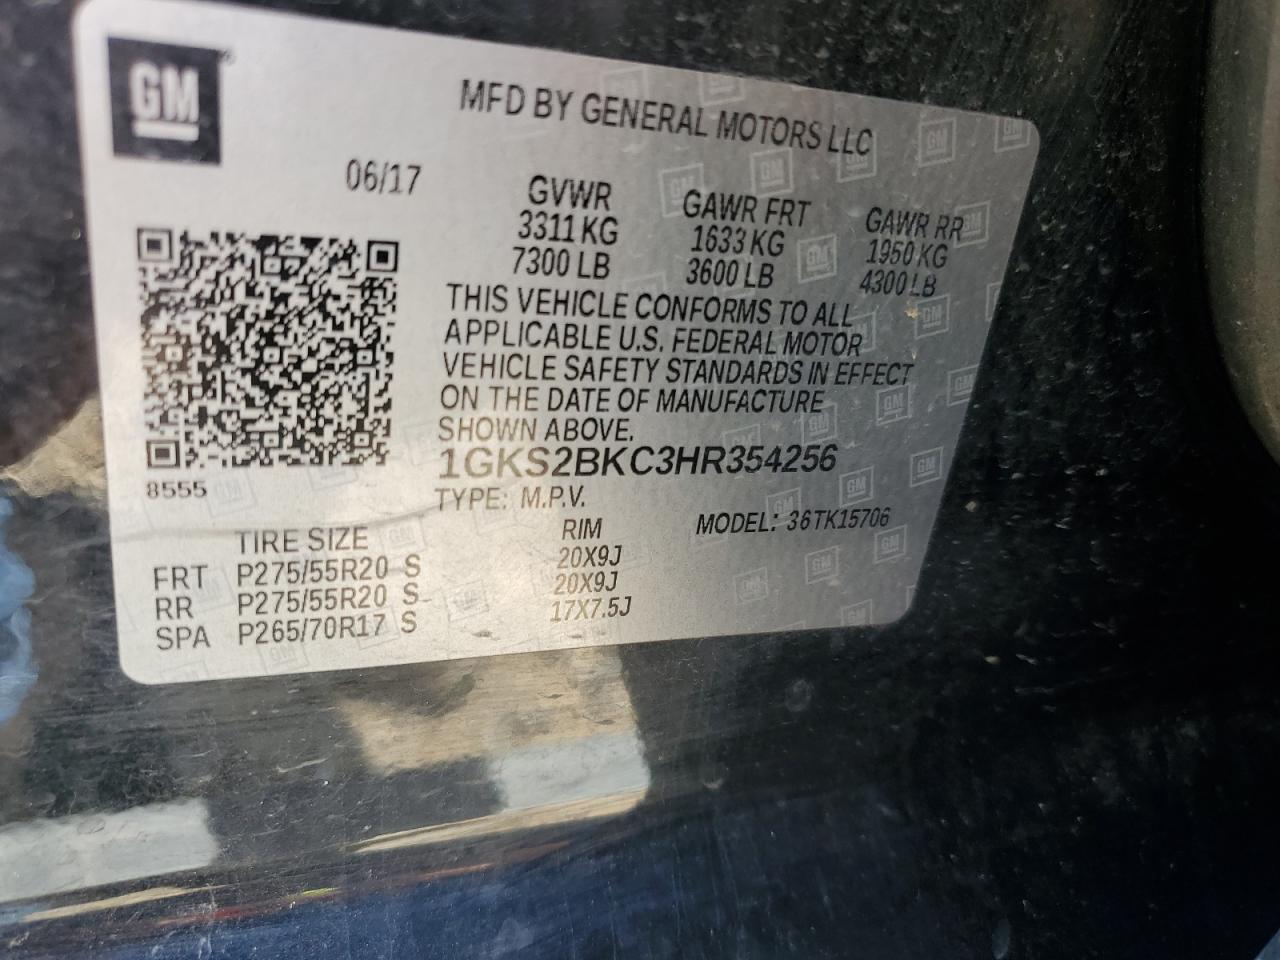 GM
MFD BY GENERAL MOTORS LLC
06/17
GVWR
3311 KG
7300 LB
GAWR FRT
1633 KG
3600 LB
GAWR RR
1950 KG
4300 LB
THIS VEHICLE CONFORMS TO ALL
APPLICABLE U.S. FEDERAL MOTOR
VEHICLE SAFETY STANDARDS IN EFFECT
ON THE DATE OF MANUFACTURE
SHOWN ABOVE.
1GKS2BKC3HR354256
8555
TYPE: M.P.V.
MODEL: 36TK15706
TIRE SIZE RIM
FRT P275/55R20 S 20X9J
RR P275/55R20 S 20X9J
SPA P265/70R17 S 17X7.5J